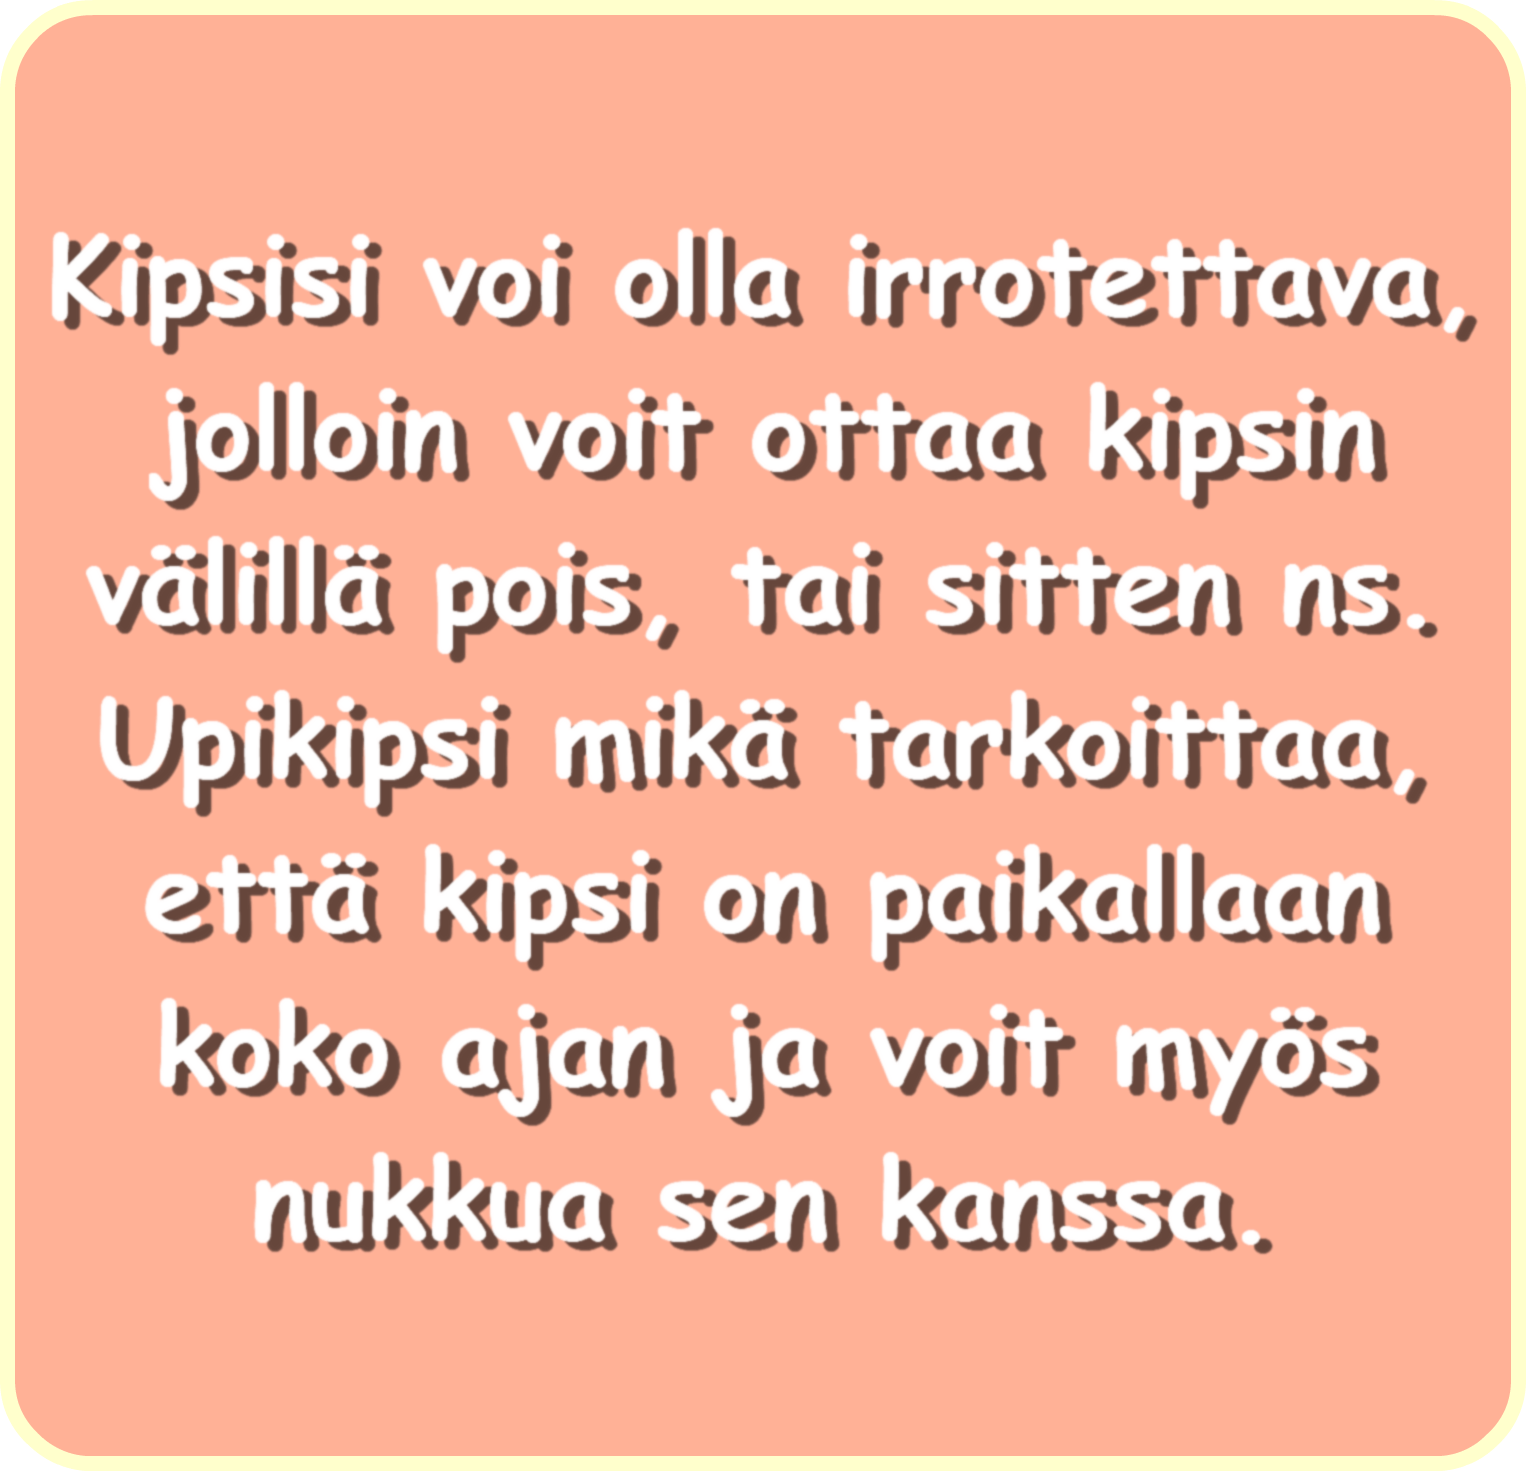 Kipsisi voi olla irrotettava,
jolloin voit ottaa kipsin
välillä pois, tai sitten ns.
Upikipsi mikä tarkoittaa,
että kipsi on paikallaan
koko ajan ja voit myös
nukkua sen kanssa.